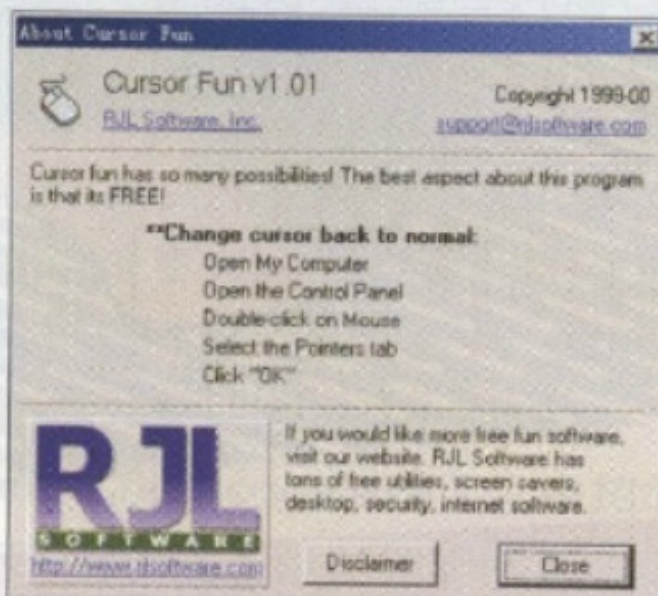 About Cursor Fun
Cursor Fun v1.01
Copyright 1999-00
RJL Software, Inc.
support@rjlsoftware.com
Cursor fun has so many possibilities! The best aspect about this program
is that its FREE!
**Change cursor back to normal:
Open My Computer
Open the Control Panel
Double-click on Mouse
Select the Pointers tab
Click "OK"
RJL
SOFTWARE
http://www.rjlsoftware.com
If you would like more free fun software,
visit our website. RJL Software has
tons of free utilities, screen savers,
desktop, security, internet software.
Disclaimer
Close